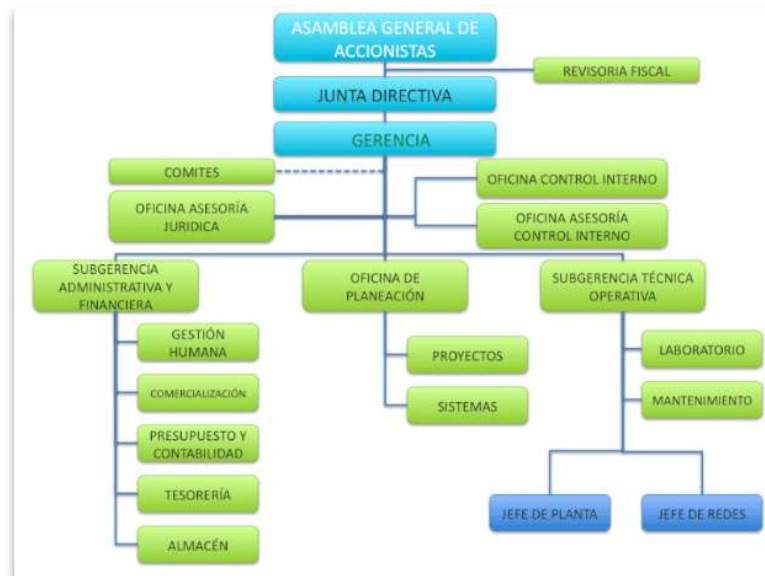 ASAMBLEA GENERAL DE
ACCIONISTAS
REVISORIA FISCAL
JUNTA DIRECTIVA
GERENCIA
COMITES
OFICINA CONTROL INTERNO
OFICINA ASESORÍA
JURIDICA
OFICINA ASESORÍA
CONTROL INTERNO
SUBGERENCIA
ADMINISTRATIVA Y
FINANCIERA
OFICINA DE
PLANEACIÓN
SUBGERENCIA TÉCNICA
OPERATIVA
GESTIÓN
HUMANA
COMERCIALIZACIÓN
PRESUPUESTO Y
CONTABILIDAD
TESORERÍA
ALMACÉN
PROYECTOS
SISTEMAS
LABORATORIO
MANTENIMIENTO
JEFE DE PLANTA
JEFE DE REDES